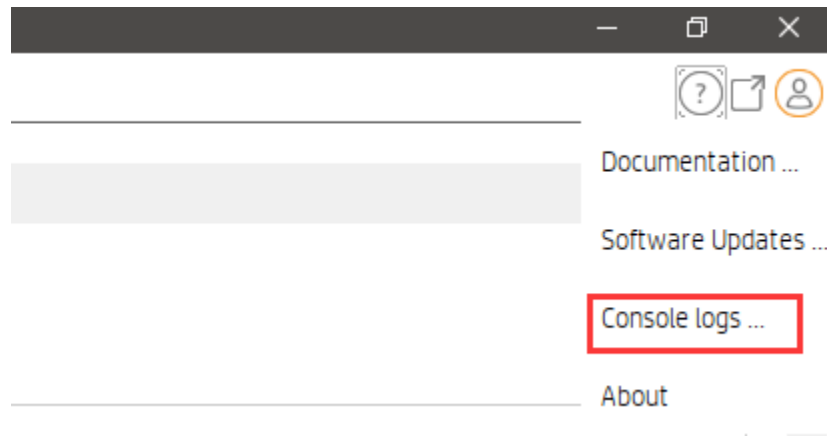 ?
Documentation ...
Software Updates ...
Console logs ...
About